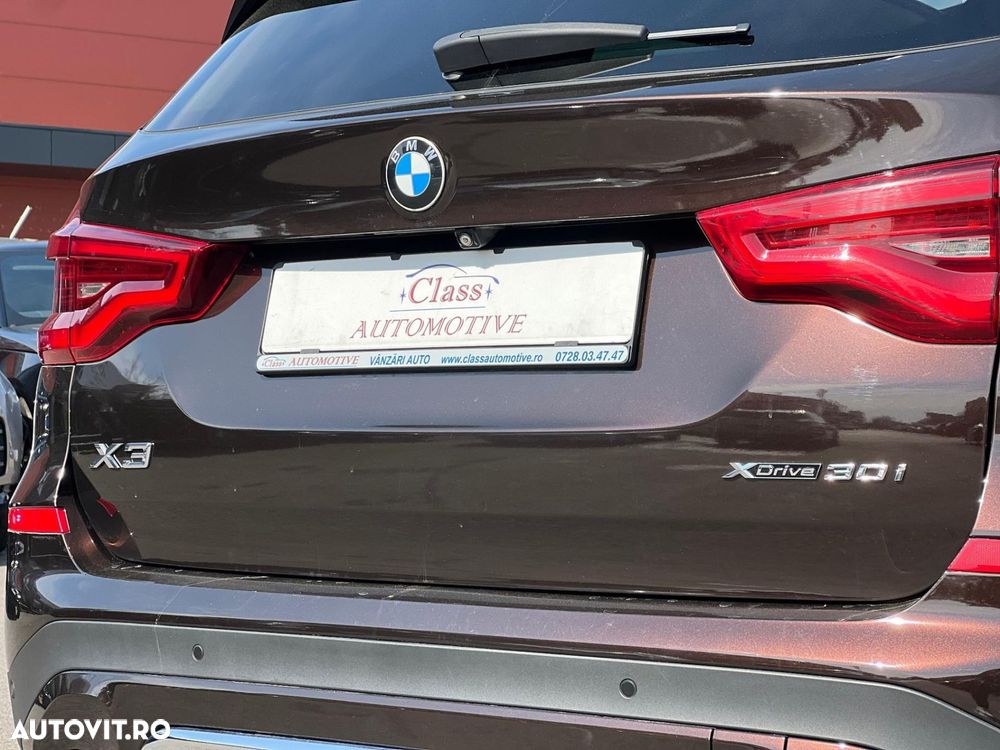 BMW
Class
AUTOMOTIVE
Class AUTOMOTIVE VÂNZĂRI AUTO www.classautomotive.ro 0728.03.47.47
X3
XDrive 30i
AUTOVIT.RO